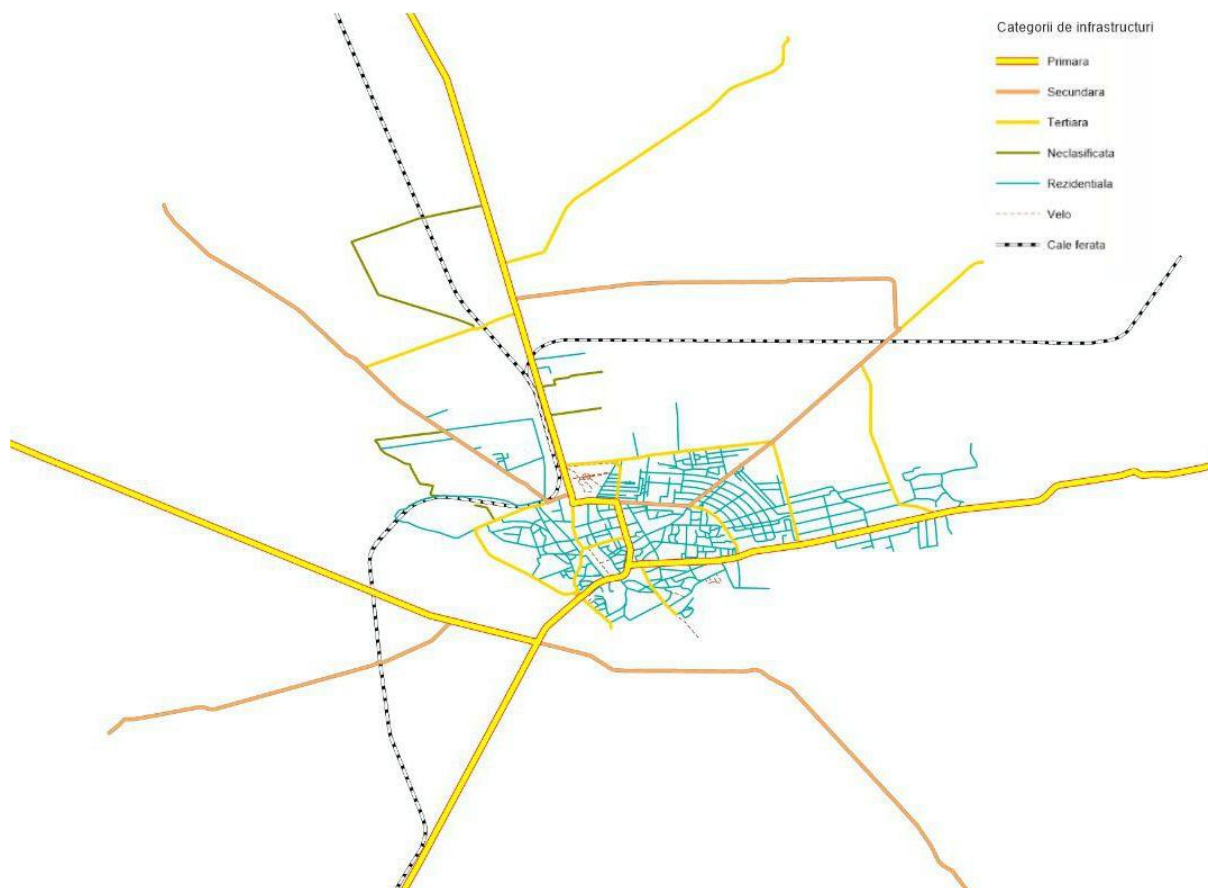 Categorii de infrastructuri
Primara
Secundara
Tertiara
Neclasificata
Rezidentiala
Velo
Cale ferata